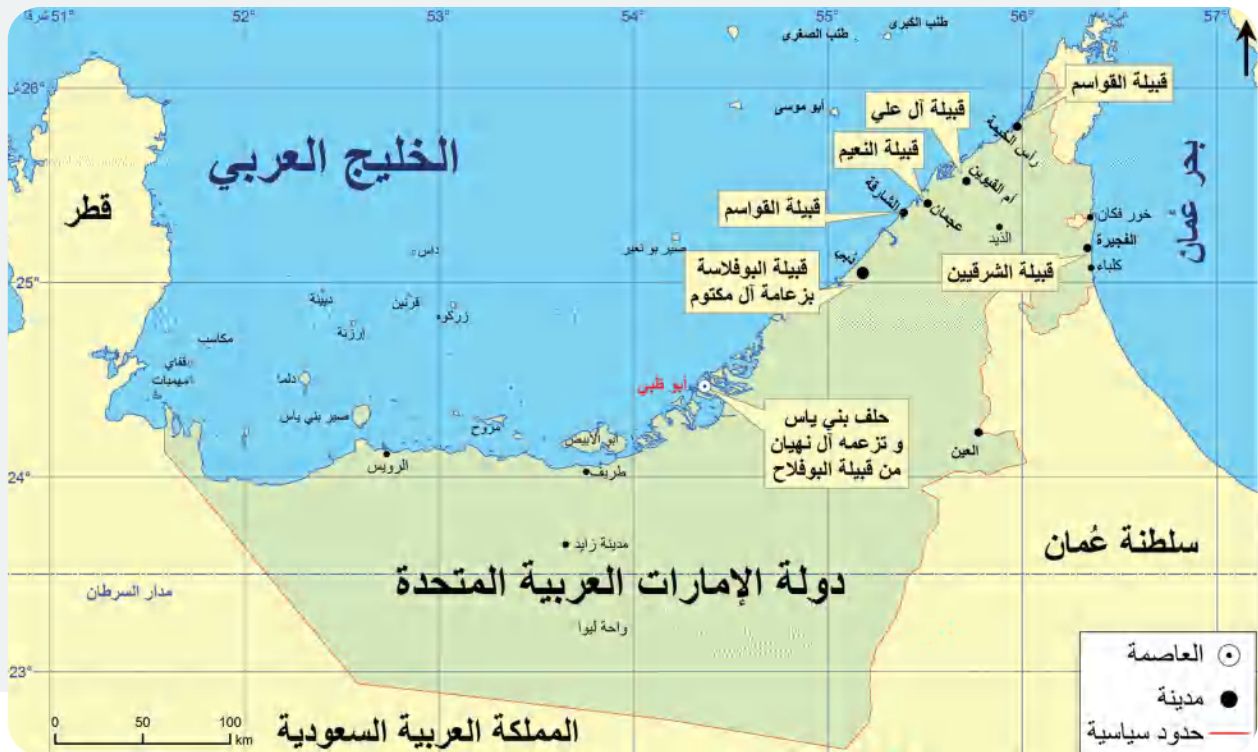 51° شرقا
52°
53°
54°
55°
56°
57°
26° ش
25°
24°
23°
طنب الكبرى
طنب الصغرى
أبو موسى
قبيلة القواسم
قبيلة آل علي
قبيلة النعيم
قبيلة القواسم
قبيلة البوفلاسة
بزعامة آل مكتوم
قبيلة الشرقيين
حلف بني ياس
و تزعمه آل نهيان
من قبيلة البوفلاح
الخليج العربي
بحر عُمان
قطر
رأس الخيمة
أم القيوين
عجمان
الشارقة
دبي
الذيد
خور فكان
الفجيرة
كلباء
صير بو نعير
داس
دبينة
قرنين
زركوه
إرزنة
مكاسب
قفاي
اميهميات
دلما
صير بني ياس
مروح
أبو الأبيض
أبو ظبي
العين
الرويس
طريف
مدينة زايد
دولة الإمارات العربية المتحدة
واحة ليوا
مدار السرطان
سلطنة عُمان
المملكة العربية السعودية
0 50 100
km
العاصمة
مدينة
حدود سياسية